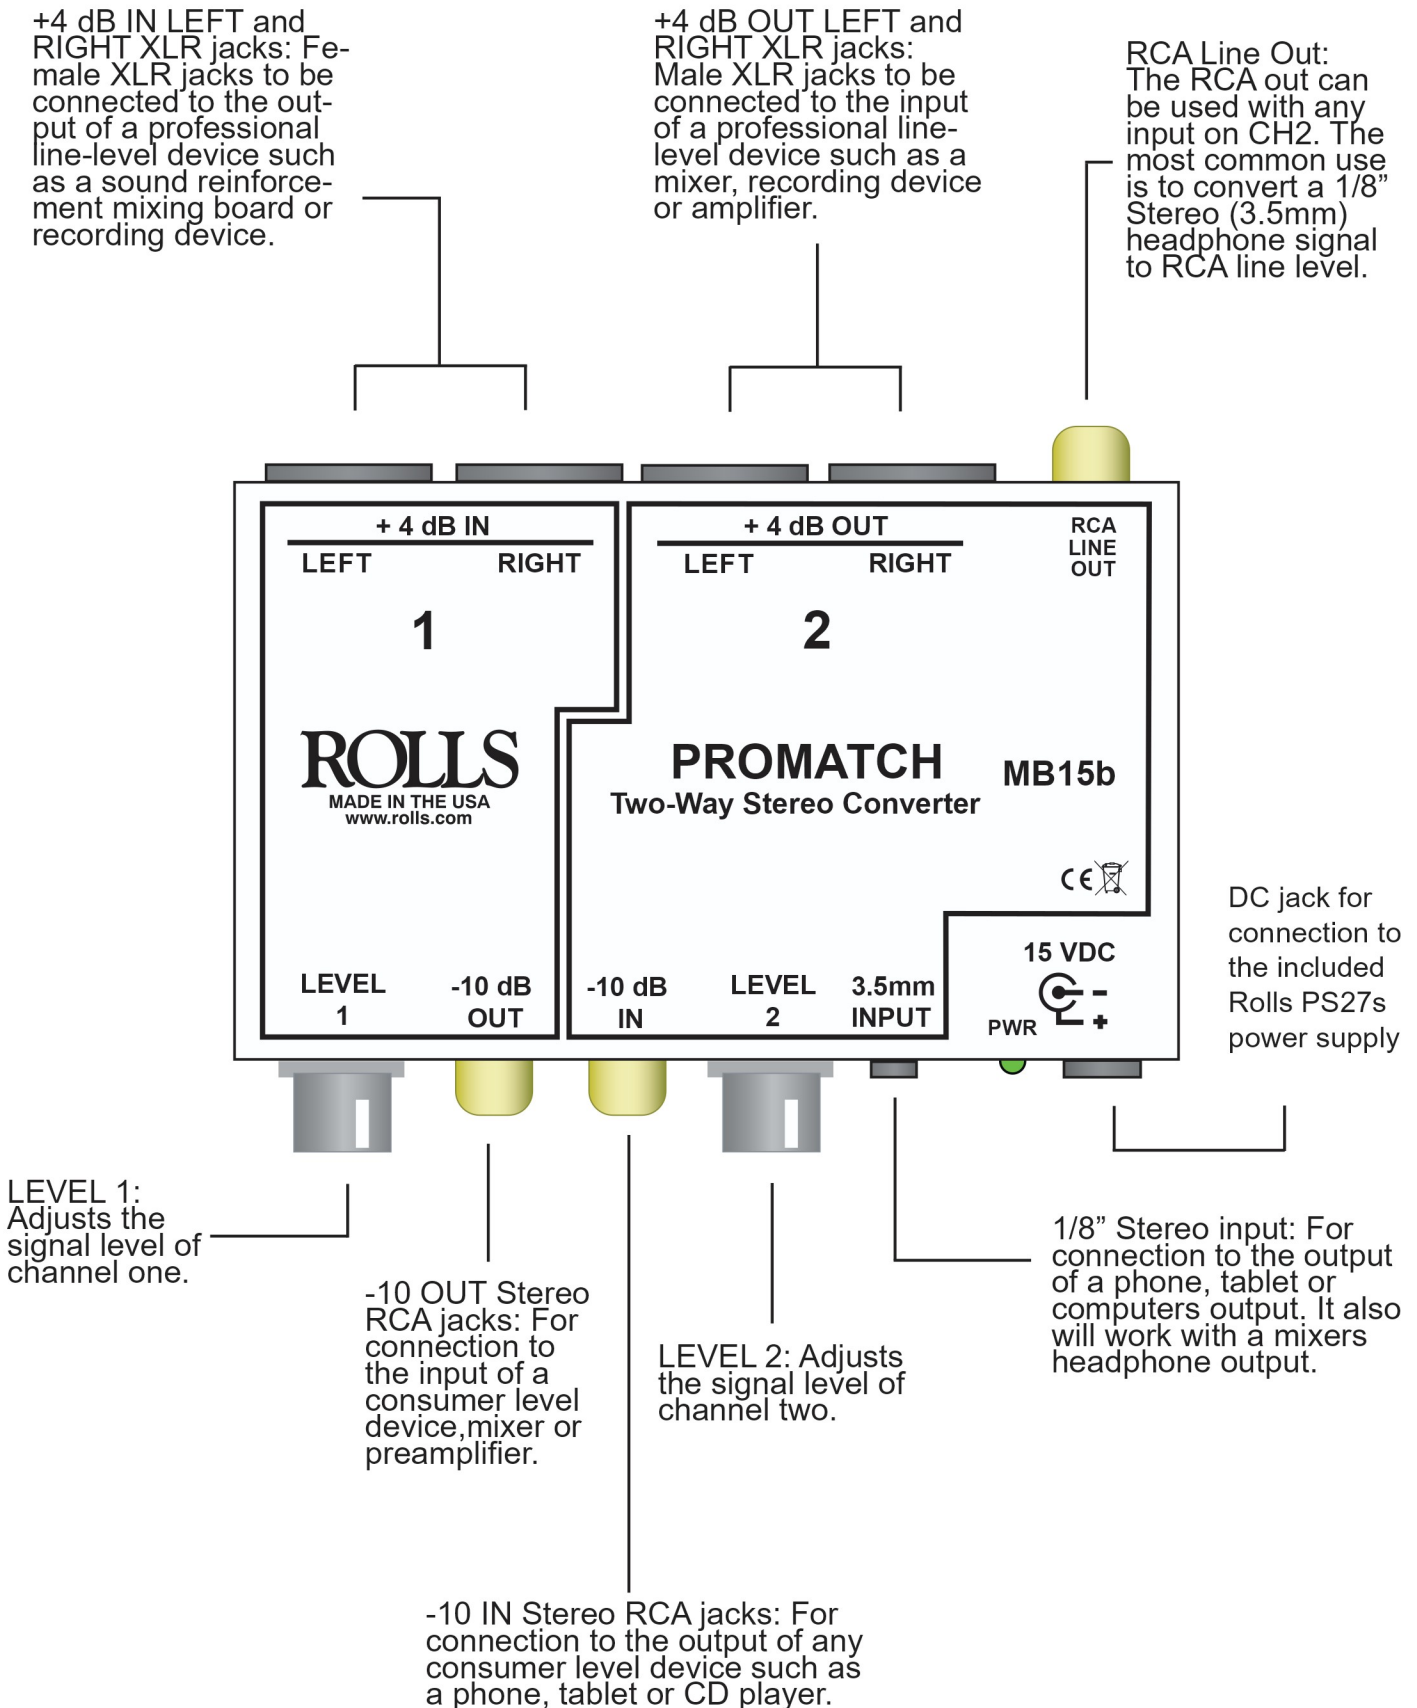 +4 dB IN LEFT and
RIGHT XLR jacks: Fe-
male XLR jacks to be
connected to the out-
put of a professional
line-level device such
as a sound reinforce-
ment mixing board or
recording device.
+4 dB OUT LEFT and
RIGHT XLR jacks:
Male XLR jacks to be
connected to the input
of a professional line-
level device such as a
mixer, recording device
or amplifier.
RCA Line Out:
The RCA out can
be used with any
input on CH2. The
most common use
is to convert a 1/8”
Stereo (3.5mm)
headphone signal
to RCA line level.
+ 4 dB IN
LEFT RIGHT
1
ROLLS
MADE IN THE USA
www.rolls.com
LEVEL
1
-10 dB
OUT
+ 4 dB OUT
LEFT RIGHT
2
RCA
LINE
OUT
PROMATCH
Two-Way Stereo Converter
MB15b
CE
-10 dB
IN
LEVEL
2
3.5mm
INPUT
15 VDC
- 
+
PWR
DC jack for
connection to
the included
Rolls PS27s
power supply
LEVEL 1:
Adjusts the
signal level of
channel one.
-10 OUT Stereo
RCA jacks: For
connection to
the input of a
consumer level
device,mixer or
preamplifier.
LEVEL 2: Adjusts
the signal level of
channel two.
1/8” Stereo input: For
connection to the output
of a phone, tablet or
computers output. It also
will work with a mixers
headphone output.
-10 IN Stereo RCA jacks: For
connection to the output of any
consumer level device such as
a phone, tablet or CD player.